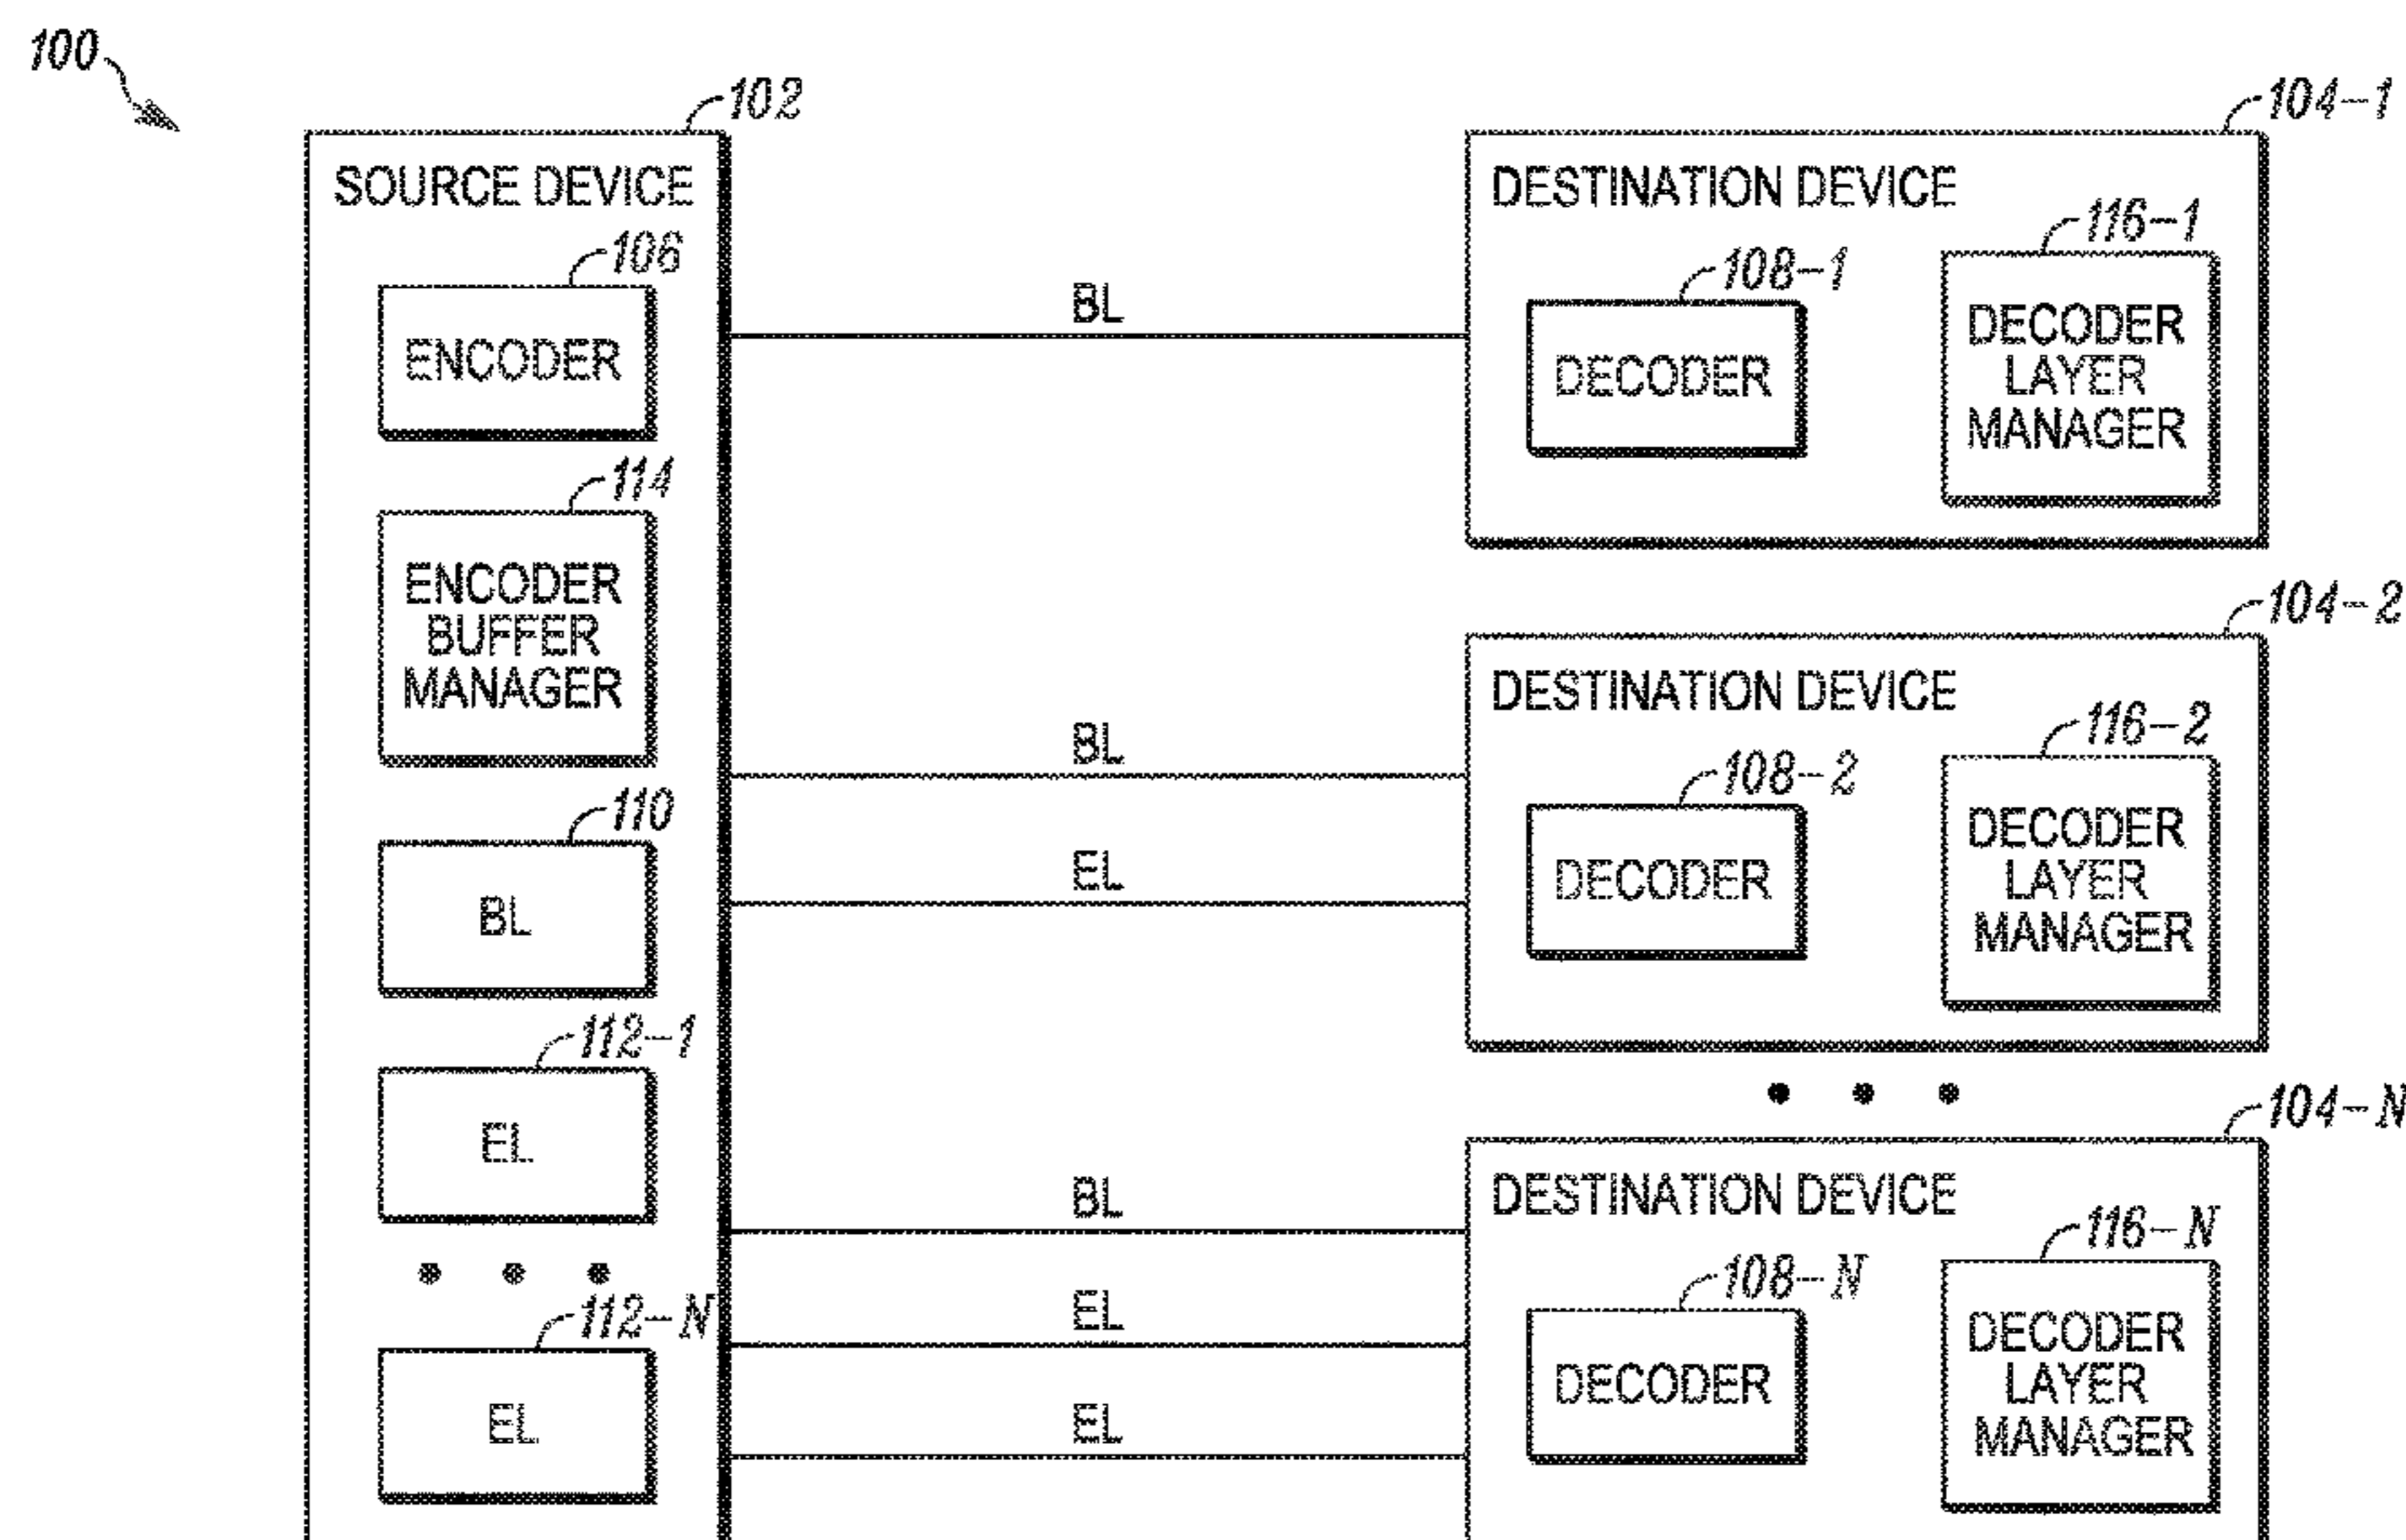 100
102
SOURCE DEVICE
106
ENCODER
114
ENCODER
BUFFER
MANAGER
110
BL
112-1
EL
112-N
EL
BL
BL
EL
BL
EL
EL
104-1
DESTINATION DEVICE
108-1
DECODER
116-1
DECODER
LAYER
MANAGER
104-2
DESTINATION DEVICE
108-2
DECODER
116-2
DECODER
LAYER
MANAGER
104-N
DESTINATION DEVICE
108-N
DECODER
116-N
DECODER
LAYER
MANAGER